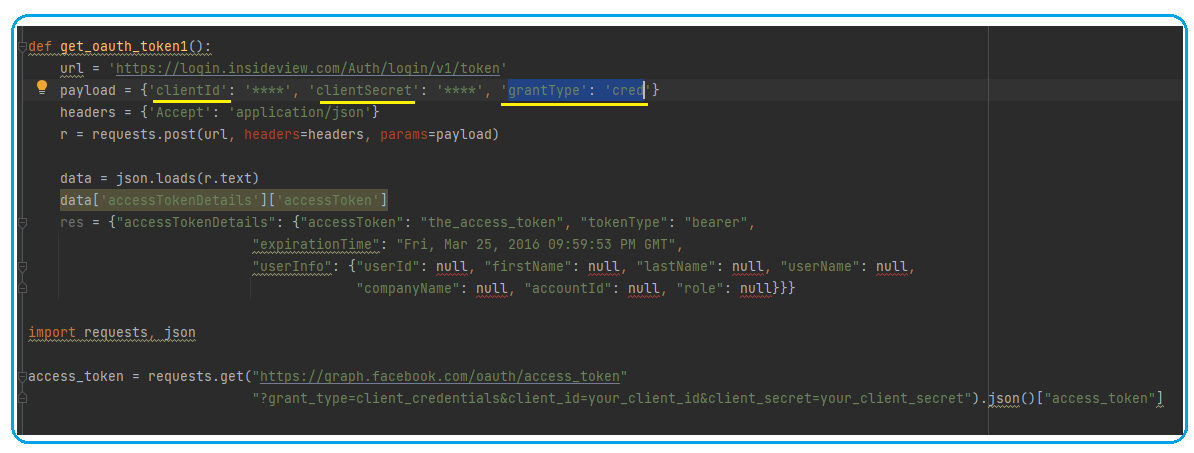 def get_oauth_token1():
    url = 'https://login.insideview.com/Auth/login/v1/token'
    payload = {'clientId': '****', 'clientSecret': '****', 'grantType': 'cred'}
    headers = {'Accept': 'application/json'}
    r = requests.post(url, headers=headers, params=payload)
    data = json.loads(r.text)
    data['accessTokenDetails']['accessToken']
    res = {"accessTokenDetails": {"accessToken": "the_access_token", "tokenType": "bearer",
                            "expirationTime": "Fri, Mar 25, 2016 09:59:53 PM GMT",
                            "userInfo": {"userId": null, "firstName": null, "lastName": null, "userName": null,
                                         "companyName": null, "accountId": null, "role": null}}}
import requests, json
access_token = requests.get("https://graph.facebook.com/oauth/access_token"
                            "?grant_type=client_credentials&client_id=your_client_id&client_secret=your_client_secret").json()["access_token"]